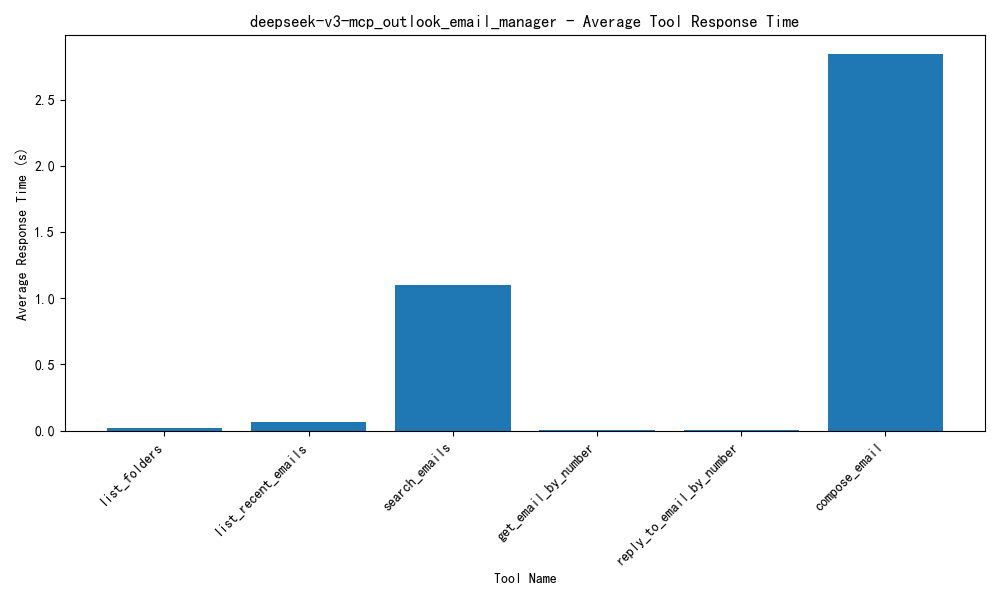 deepseek-v3-mcp_outlook_email_manager - Average Tool Response Time
Average Response Time (s)
2.5
2.0
1.5
1.0
0.5
0.0
list_folders
list_recent_emails
search_emails
get_email_by_number
reply_to_email_by_number
compose_email
Tool Name